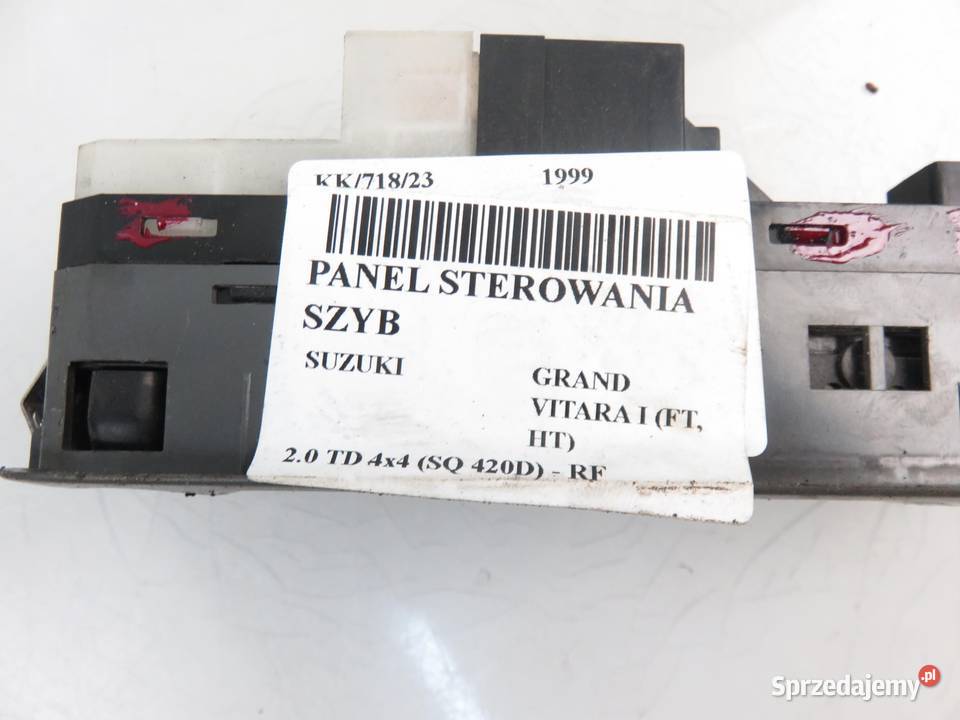 KK/718/23 1999
PANEL STEROWANIA
SZYB
SUZUKI GRAND
VITARA I (FT,
HT)
2.0 TD 4x4 (SQ 420D) - RF
Sprzedajemy.pl